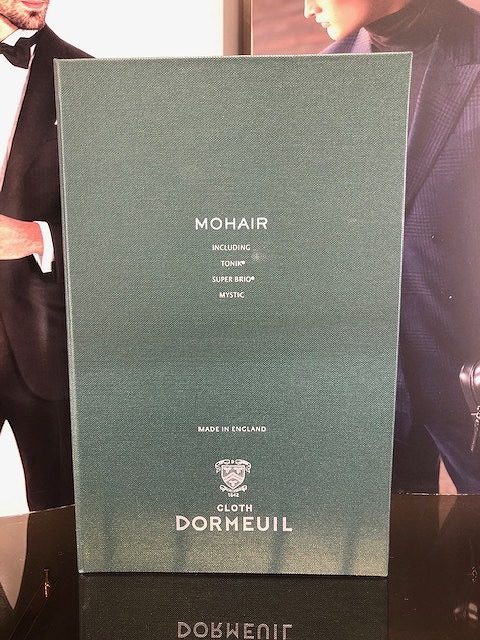 MOHAIR
INCLUDING
TONIK®
SUPER BRIO®
MYSTIC
MADE IN ENGLAND
1842
CLOTH
DORMEUIL
DORMEUIL